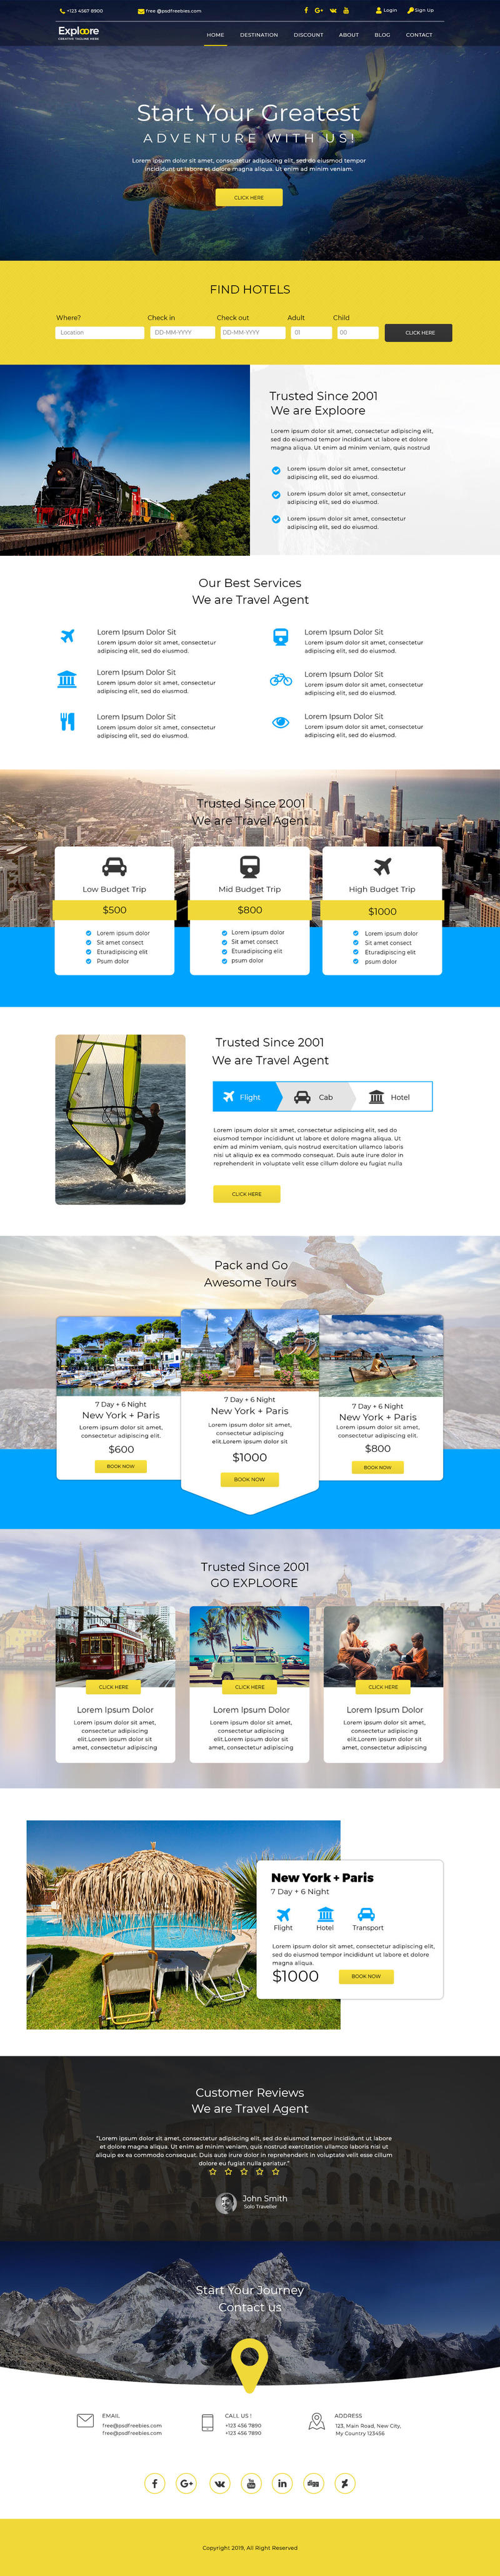 +123 4567 8900
free @psdfreebies.com
Login
Sign Up
Exploore
CREATIVE TAGLINE HERE
HOME
DESTINATION
DISCOUNT
ABOUT
BLOG
CONTACT
Start Your Greatest
ADVENTURE WITH US!
Lorem ipsum dolor sit amet, consectetur adipiscing elit, sed do eiusmod tempor
incididunt ut labore et dolore magna aliqua. Ut enim ad minim veniam.
CLICK HERE
FIND HOTELS
Where?
Check in
Check out
Adult
Child
Location
DD-MM-YYYY
DD-MM-YYYY
01
00
CLICK HERE
Trusted Since 2001
We are Exploore
Lorem ipsum dolor sit amet, consectetur adipiscing elit,
sed do eiusmod tempor incididunt ut labore et dolore
magna aliqua. Ut enim ad minim veniam, quis nostrud
Lorem ipsum dolor sit amet, consectetur
adipiscing elit, sed do eiusmod.
Lorem ipsum dolor sit amet, consectetur
adipiscing elit, sed do eiusmod.
Lorem ipsum dolor sit amet, consectetur
adipiscing elit, sed do eiusmod.
Our Best Services
We are Travel Agent
Lorem Ipsum Dolor Sit
Lorem ipsum dolor sit amet, consectetur
adipiscing elit, sed do eiusmod.
Lorem Ipsum Dolor Sit
Lorem ipsum dolor sit amet, consectetur
adipiscing elit, sed do eiusmod.
Lorem Ipsum Dolor Sit
Lorem ipsum dolor sit amet, consectetur
adipiscing elit, sed do eiusmod.
Lorem Ipsum Dolor Sit
Lorem ipsum dolor sit amet, consectetur
adipiscing elit, sed do eiusmod.
Lorem Ipsum Dolor Sit
Lorem ipsum dolor sit amet, consectetur
adipiscing elit, sed do eiusmod.
Lorem Ipsum Dolor Sit
Lorem ipsum dolor sit amet, consectetur
adipiscing elit, sed do eiusmod.
Trusted Since 2001
We are Travel Agent
Low Budget Trip
$500
Lorem ipsum dolor
Sit amet consect
Eturadipiscing elit
Psum dolor
Mid Budget Trip
$800
Lorem ipsum dolor
Sit amet consect
Eturadipiscing elit
psum dolor
High Budget Trip
$1000
Lorem ipsum dolor
Sit amet consect
Eturadipiscing elit
psum dolor
Trusted Since 2001
We are Travel Agent
Flight
Cab
Hotel
Lorem ipsum dolor sit amet, consectetur adipiscing elit, sed do
eiusmod tempor incididunt ut labore et dolore magna aliqua. Ut
enim ad minim veniam, quis nostrud exercitation ullamco laboris
nisi ut aliquip ex ea commodo consequat. Duis aute irure dolor in
reprehenderit in voluptate velit esse cillum dolore eu fugiat nulla
CLICK HERE
Pack and Go
Awesome Tours
7 Day + 6 Night
New York + Paris
Lorem ipsum dolor sit amet,
consectetur adipiscing elit.
$600
BOOK NOW
7 Day + 6 Night
New York + Paris
Lorem ipsum dolor sit amet,
consectetur adipiscing
elit.Lorem ipsum dolor sit
$1000
BOOK NOW
7 Day + 6 Night
New York + Paris
Lorem ipsum dolor sit amet,
consectetur adipiscing elit.
$800
BOOK NOW
Trusted Since 2001
GO EXPLOORE
CLICK HERE
Lorem Ipsum Dolor
Lorem ipsum dolor sit amet,
consectetur adipiscing
elit.Lorem ipsum dolor sit
amet, consectetur adipiscing
CLICK HERE
Lorem Ipsum Dolor
Lorem ipsum dolor sit amet,
consectetur adipiscing
elit.Lorem ipsum dolor sit
amet, consectetur adipiscing
CLICK HERE
Lorem Ipsum Dolor
Lorem ipsum dolor sit amet,
consectetur adipiscing
elit.Lorem ipsum dolor sit
amet, consectetur adipiscing
New York + Paris
7 Day + 6 Night
Flight
Hotel
Transport
Lorem ipsum dolor sit amet, consectetur adipiscing elit,
sed do eiusmod tempor incididunt ut labore et dolore
magna aliqua.
$1000
BOOK NOW
Customer Reviews
We are Travel Agent
"Lorem ipsum dolor sit amet, consectetur adipiscing elit, sed do eiusmod tempor incididunt ut labore
et dolore magna aliqua. Ut enim ad minim veniam, quis nostrud exercitation ullamco laboris nisi ut
aliquip ex ea commodo consequat. Duis aute irure dolor in reprehenderit in voluptate velit esse cillum
dolore eu fugiat nulla pariatur."
John Smith
Solo Traveller
Start Your Journey
Contact us
EMAIL
free@psdfreebies.com
free@psdfreebies.com
CALL US !
+123 456 7890
+123 456 7890
ADDRESS
123, Main Road, New City,
My Country 123456
Copyright 2019, All Right Reserved